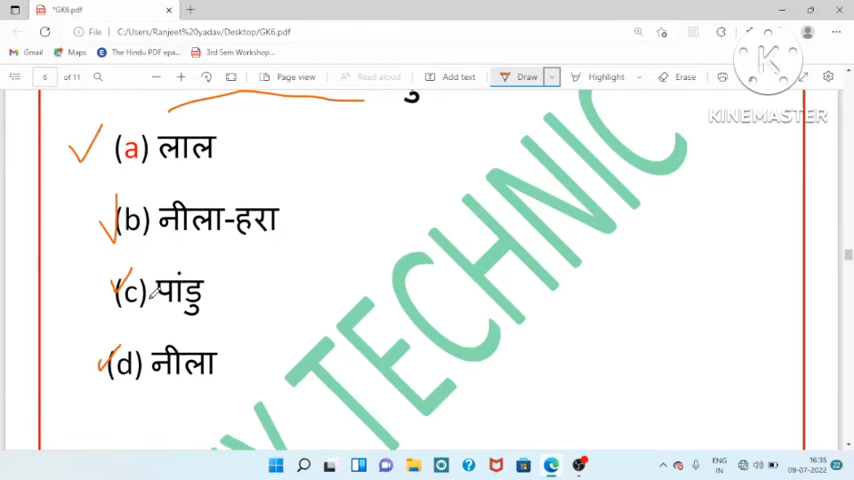 *GK6.pdf
File C:/Users/Ranjeet%20yadav/Desktop/GK6.pdf
Gmail Maps The Hindu PDF epa... 3rd Sem Workshop...
6 of 11 Page view Read aloud Add text Draw Highlight Erase
KINEMASTER
(a) लाल
(b) नीला-हरा
(c) पांडु
(d) नीला
TECHNIC
ENG
IN
16:35
09-07-2022
22